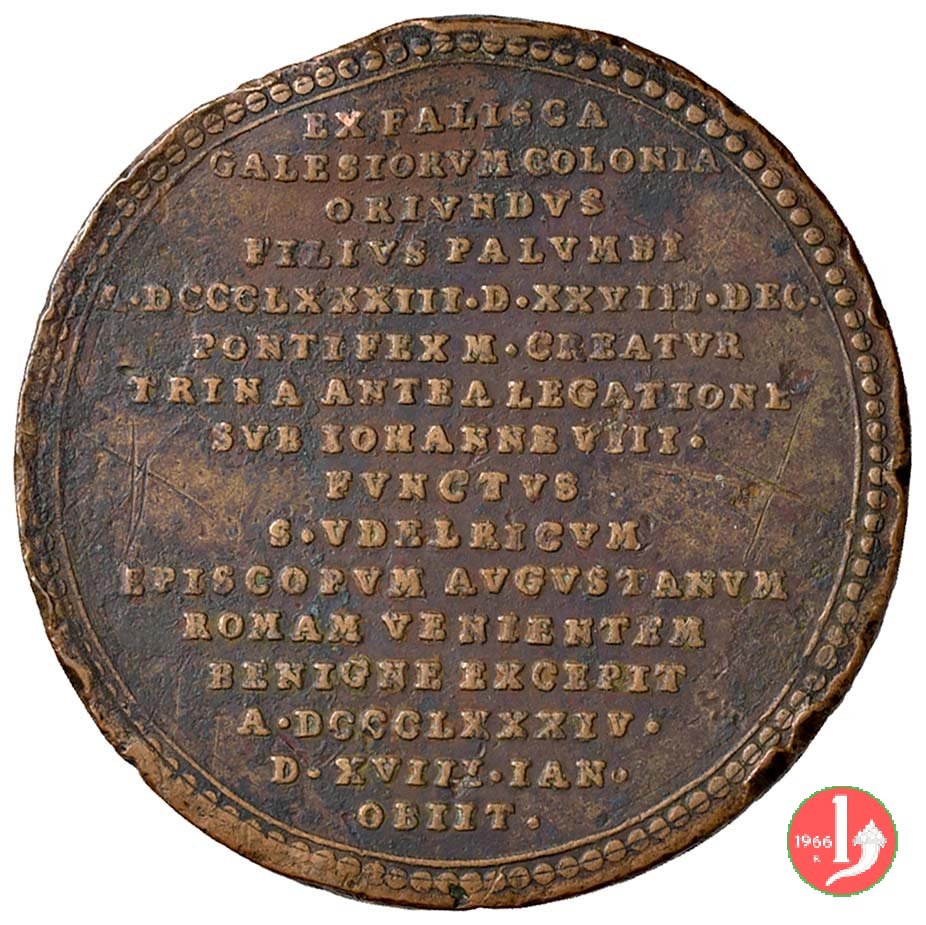 EX FALISCA
GALESIORVM COLONIA
ORIVNDVS
FILIVS PALVMBI
A·DCCCLXXXIII·D·XXVIII·DEC·
PONTIFEX M·CREATVR
TRINA ANTEA LEGATIONE
SVB IOHANNE VIII·
FVNCTVS
S·VDELRICVM
EPISCOPVM AVGVSTANVM
ROMAM VENIENTEM
BENIGNE EXCEPIT
A·DCCCLXXXIV·
D·XVIII·IAN·
OBIIT·
1966
R